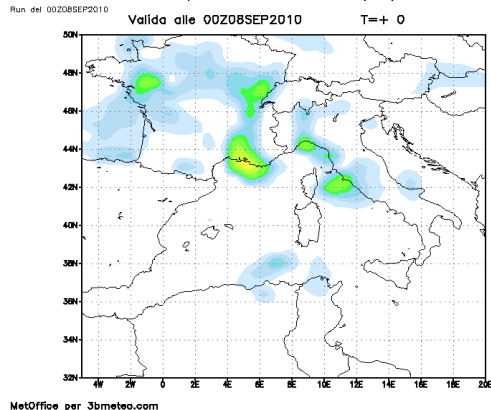 Run del 00Z08SEP2010
Valida alle 00Z08SEP2010 T=+ 0
50N
48N
46N
44N
42N
40N
38N
36N
34N
32N
4W 2W 0 2E 4E 6E 8E 10E 12E 14E 16E 18E 20E
MetOffice per 3bmeteo.com